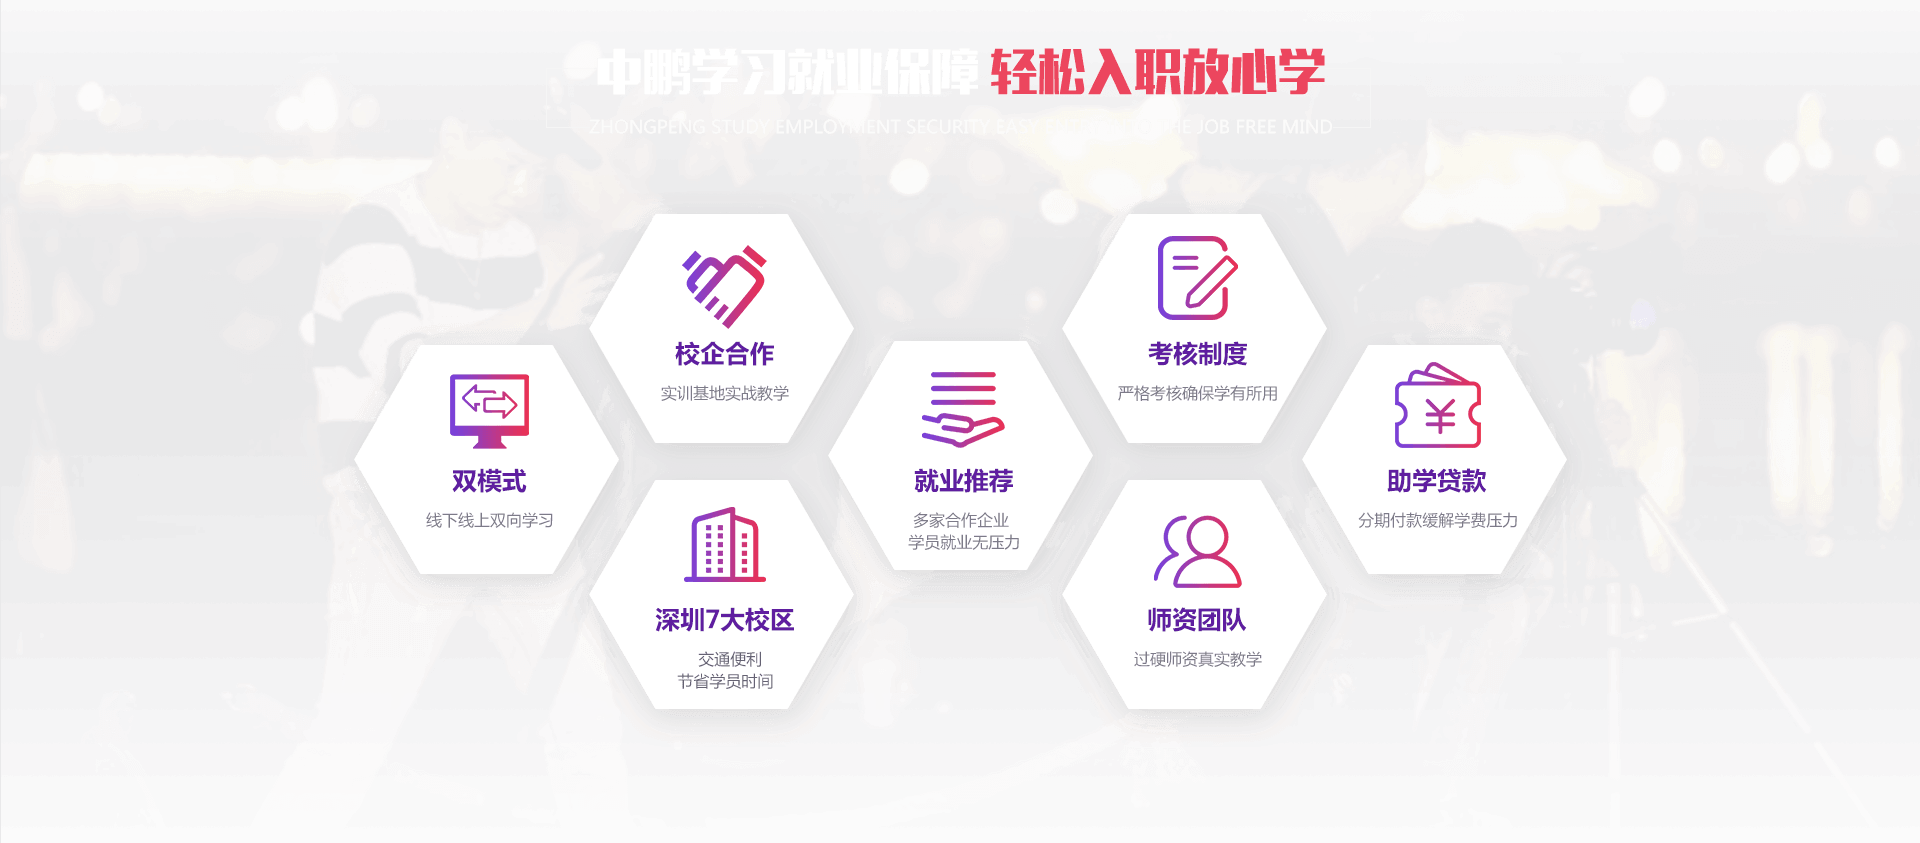 中鹏学习就业保障 轻松入职放心学
ZHONGPENG STUDY EMPLOYMENT SECURITY EASY THE JOB FREE MIND
双模式
线下线上双向学习
校企合作
实训基地实战教学
深圳7大校区
交通便利
节省学员时间
就业推荐
多家合作企业
学员就业无压力
考核制度
严格考核确保学有所用
师资团队
过硬师资真实教学
助学贷款
分期付款缓解学费压力